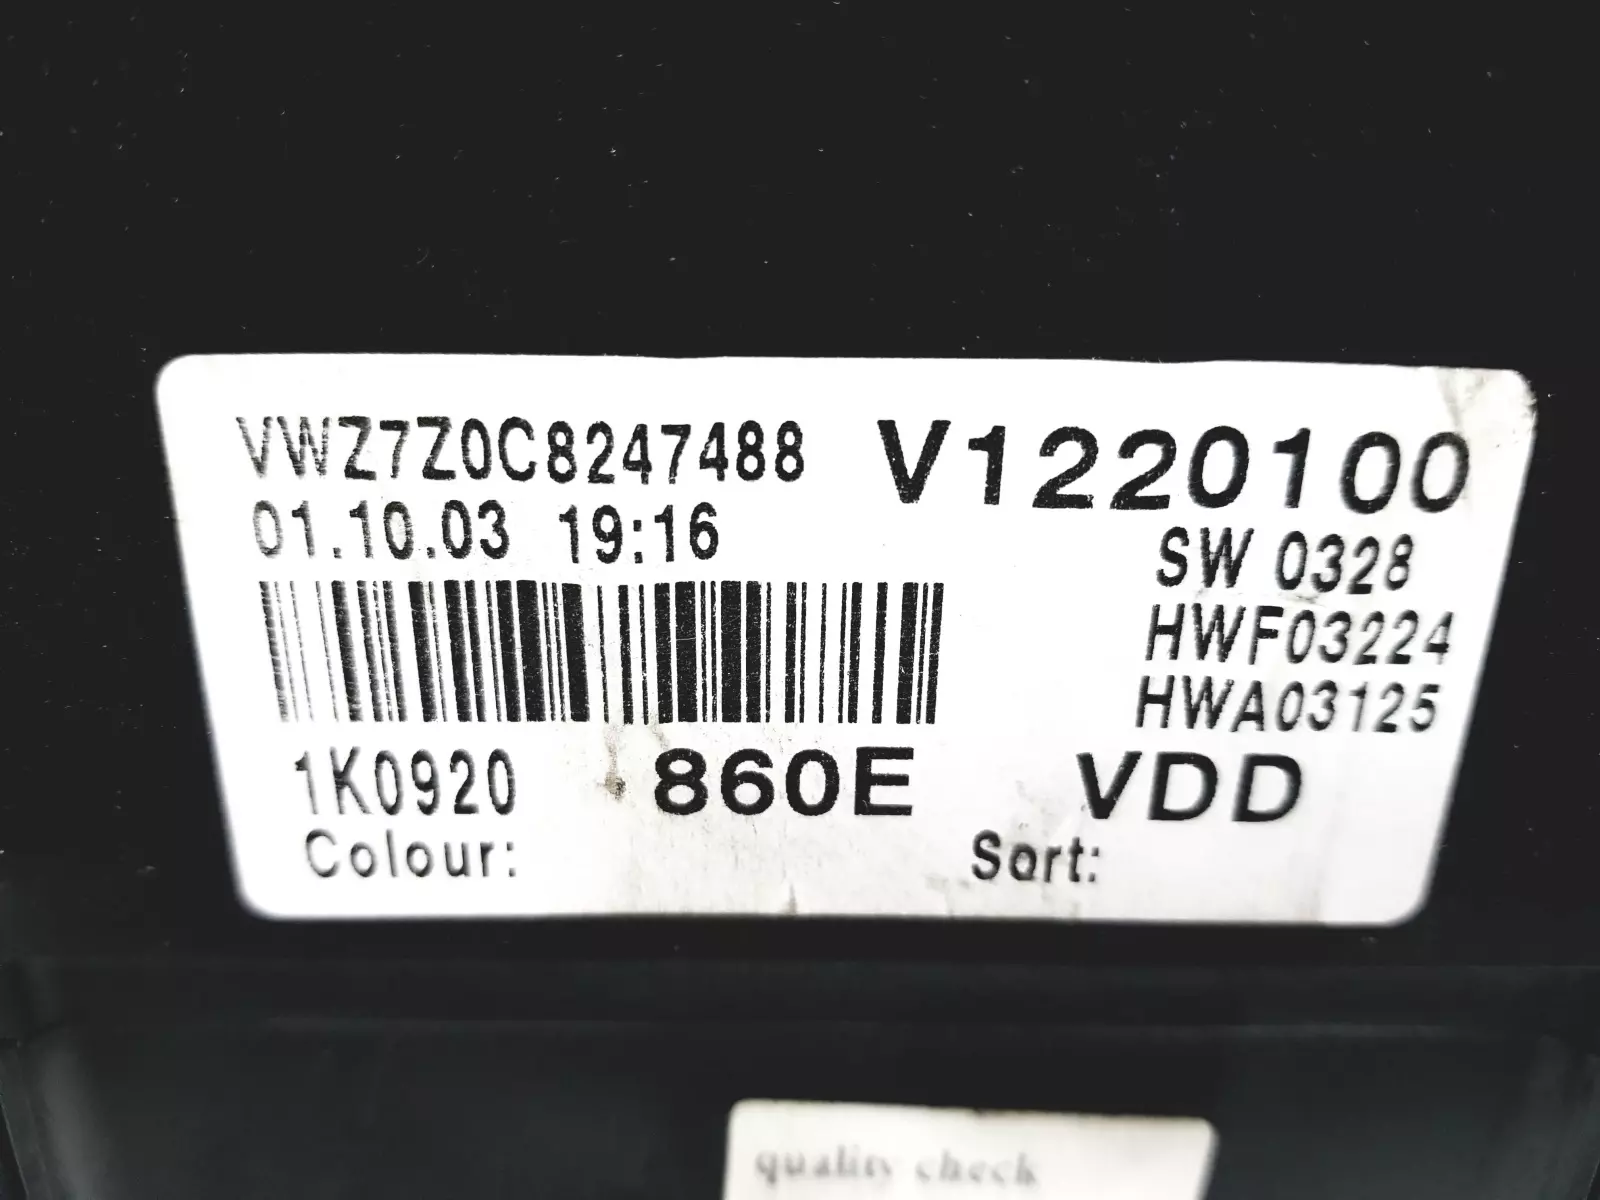 VWZ7Z0C8247488 V1220100
01.10.03 19:16 SW 0328
HWF03224
HWA03125
1K0920 860E VDD
Colour: Sort:
quality check